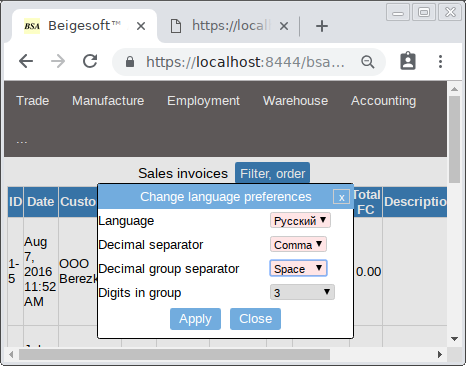 BSA Beigesoft™ × https://local ×
https://localhost:8444/bsa...
Trade Manufacture Employment Warehouse Accounting
...
Sales invoices Filter, order
ID Date Custo Total FC Description
Change language preferences x
Language Русский
Decimal separator Comma
Decimal group separator Space
Digits in group 3
Apply Close
1-5
Aug 7, 2016 11:52 AM
OOO Berezk
0.00